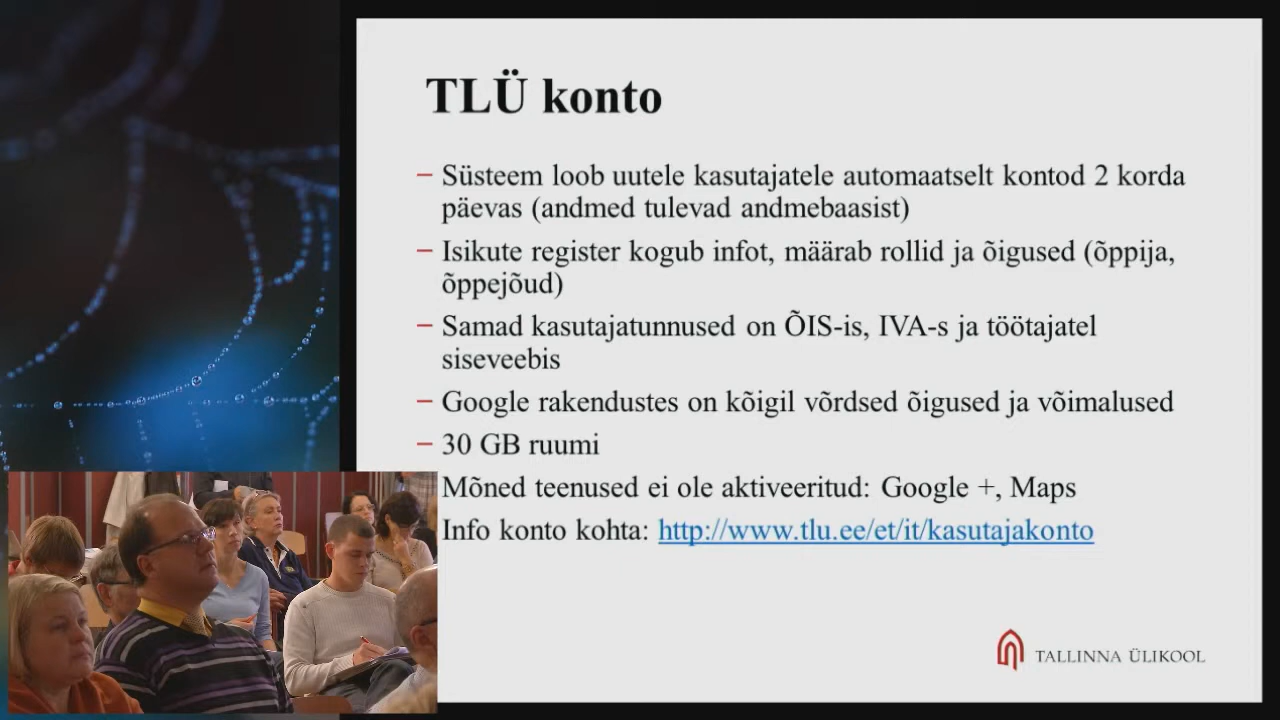 TLÜ konto
– Süsteem loob uutele kasutajatele automaatselt kontod 2 korda
päevas (andmed tulevad andmebaasist)
– Isikute register kogub infot, määrab rollid ja õigused (õppija,
õppejõud)
– Samad kasutajatunnused on ÕIS-is, IVA-s ja töötajatel
siseveebis
– Google rakendustes on kõigil võrdsed õigused ja võimalused
– 30 GB ruumi
Mõned teenused ei ole aktiveeritud: Google +, Maps
Info konto kohta: http://www.tlu.ee/et/it/kasutajakonto
TALLINNA ÜLIKOOL